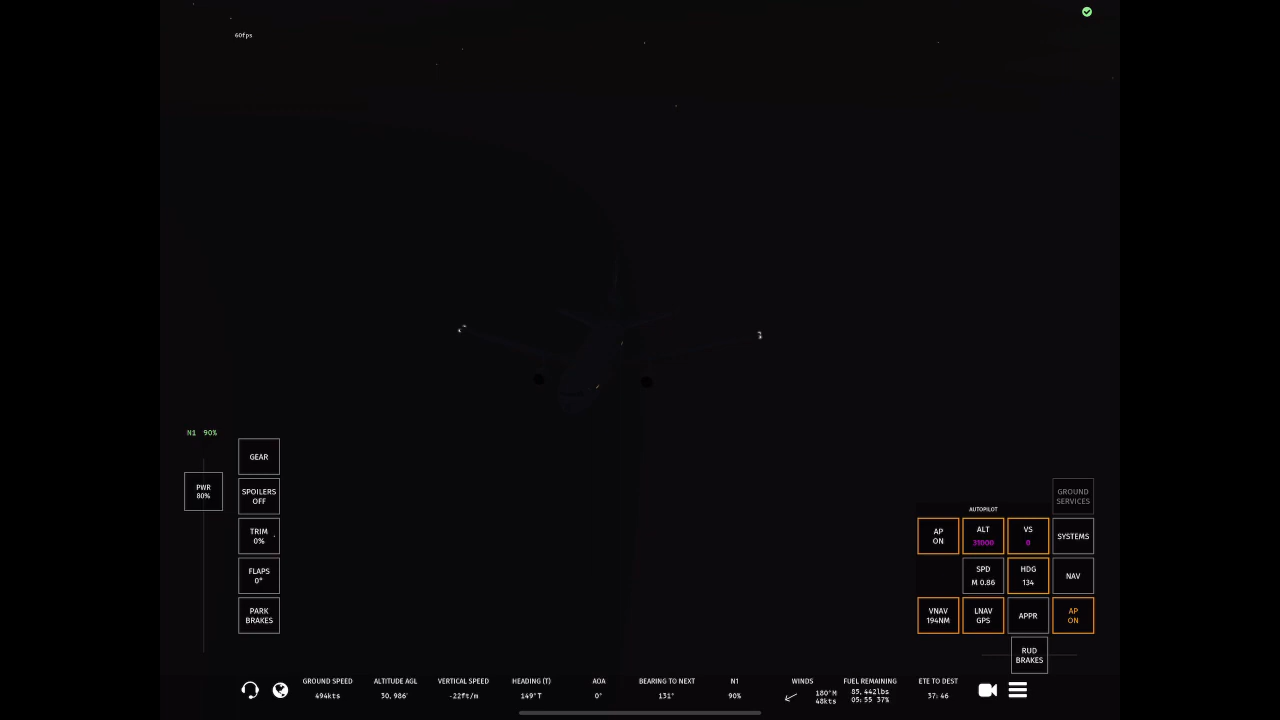 60fps
N1 90%
PWR
80%
GEAR
SPOILERS
OFF
TRIM
0%
FLAPS
0°
PARK
BRAKES
GROUND
SERVICES
AUTOPILOT
AP
ON
ALT
31000
VS
0
SYSTEMS
SPD
M 0.86
HDG
134
NAV
VNAV
194NM
LNAV
GPS
APPR
AP
ON
RUD
BRAKES
GROUND SPEED
494kts
ALTITUDE AGL
30,986'
VERTICAL SPEED
-22ft/m
HEADING (T)
149°T
AOA
0°
BEARING TO NEXT
131°
N1
90%
WINDS
180°M
48kts
FUEL REMAINING
85,442lbs
05:55 37%
ETE TO DEST
37:46